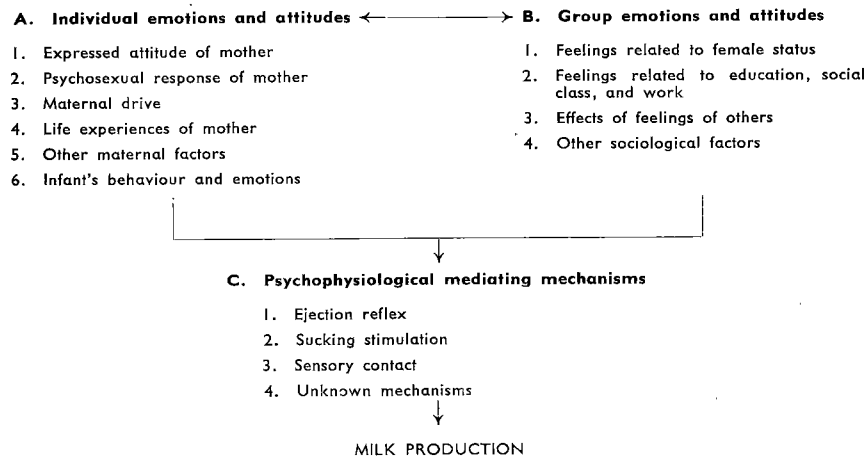 A. Individual emotions and attitudes
1. Expressed attitude of mother
2. Psychosexual response of mother
3. Maternal drive
4. Life experiences of mother
5. Other maternal factors
6. Infant's behaviour and emotions
B. Group emotions and attitudes
1. Feelings related to female status
2. Feelings related to education, social
class, and work
3. Effects of feelings of others
4. Other sociological factors
C. Psychophysiological mediating mechanisms
1. Ejection reflex
2. Sucking stimulation
3. Sensory contact
4. Unknown mechanisms
MILK PRODUCTION